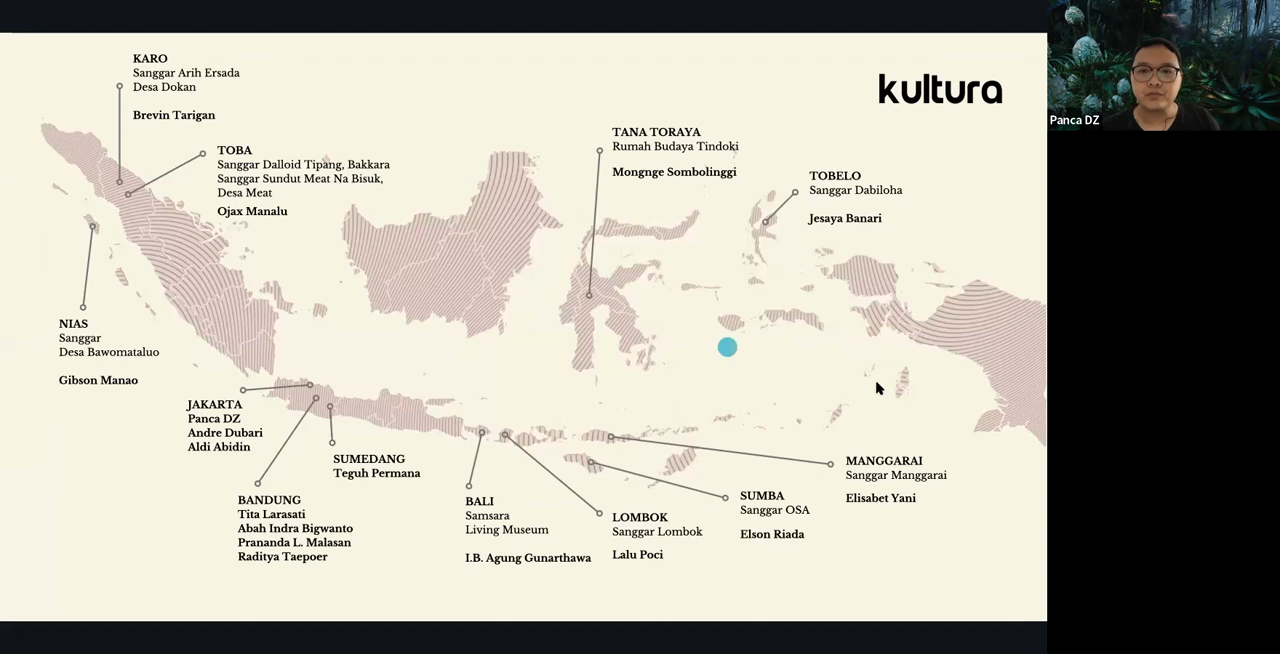 KARO
Sanggar Arih Ersada
Desa Dokan
Brevin Tarigan
kultura
Panca DZ
TOBA
Sanggar Dalloid Tipang, Bakkara
Sanggar Sundut Meat Na Bisuk,
Desa Meat
Ojax Manalu
TANA TORAYA
Rumah Budaya Tindoki
Mongnge Sombolinggi
TOBELO
Sanggar Dabiloha
Jesaya Banari
NIAS
Sanggar
Desa Bawomataluo
Gibson Manao
JAKARTA
Panca DZ
Andre Dubari
Aldi Abidin
SUMEDANG
Teguh Permana
BANDUNG
Tita Larasati
Abah Indra Bigwanto
Prananda L. Malasan
Raditya Taepoer
BALI
Samsara
Living Museum
I.B. Agung Gunarthawa
LOMBOK
Sanggar Lombok
Lalu Poci
SUMBA
Sanggar OSA
Elson Riada
MANGGARAI
Sanggar Manggarai
Elisabet Yani